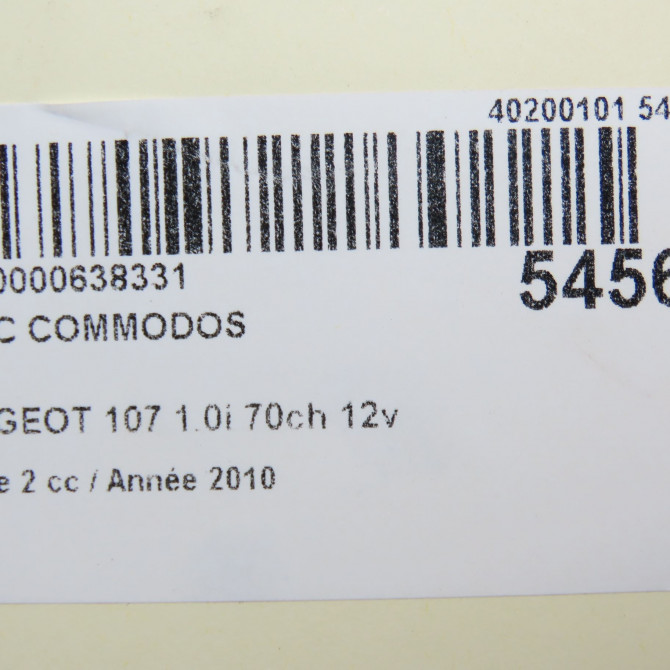 40200101 54
0000638331
5456
C COMMODOS
GEOT 107 1.0i 70ch 12v
e 2 cc / Année 2010